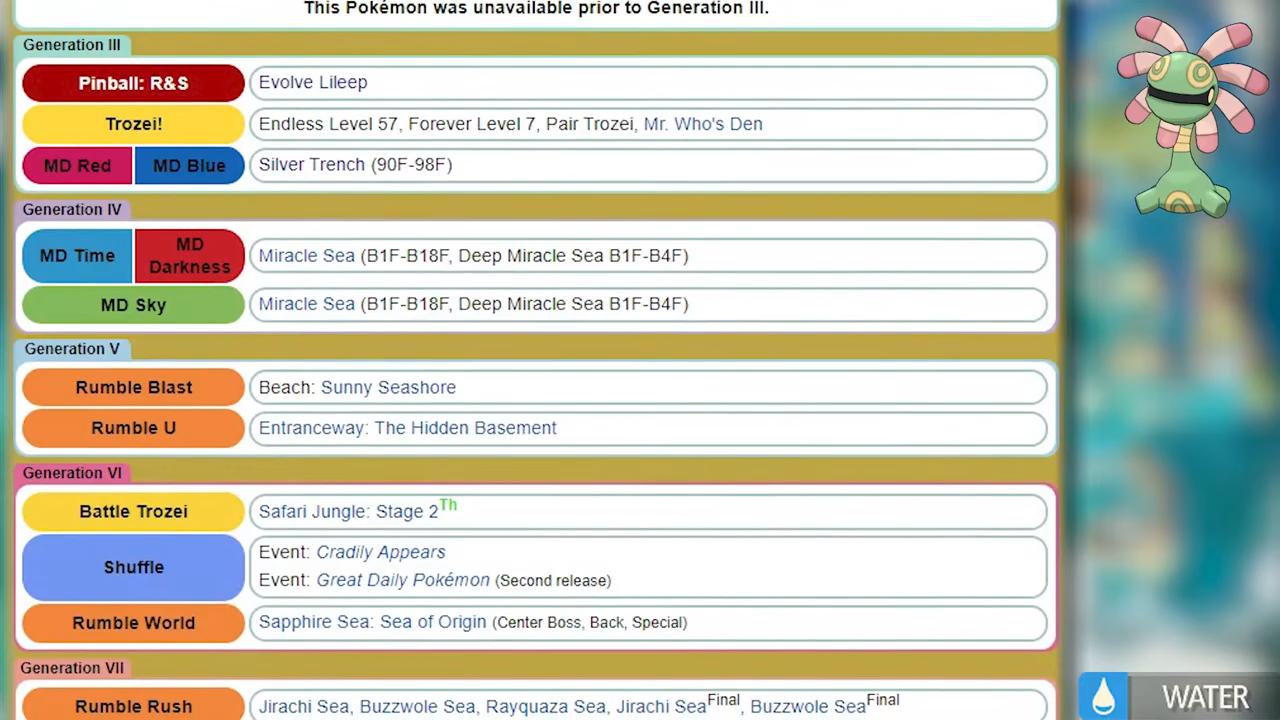 This Pokémon was unavailable prior to Generation III.
Generation III
Pinball: R&S
Evolve Lileep
Trozei!
Endless Level 57, Forever Level 7, Pair Trozei, Mr. Who's Den
MD Red MD Blue
Silver Trench (90F-98F)
Generation IV
MD Time MD Darkness
Miracle Sea (B1F-B18F, Deep Miracle Sea B1F-B4F)
MD Sky
Miracle Sea (B1F-B18F, Deep Miracle Sea B1F-B4F)
Generation V
Rumble Blast
Beach: Sunny Seashore
Rumble U
Entranceway: The Hidden Basement
Generation VI
Battle Trozei
Safari Jungle: Stage 2Th
Shuffle
Event: Cradily Appears
Event: Great Daily Pokémon (Second release)
Rumble World
Sapphire Sea: Sea of Origin (Center Boss, Back, Special)
Generation VII
Rumble Rush
Jirachi Sea, Buzzwole Sea, Rayquaza Sea, Jirachi SeaFinal, Buzzwole SeaFinal
WATER